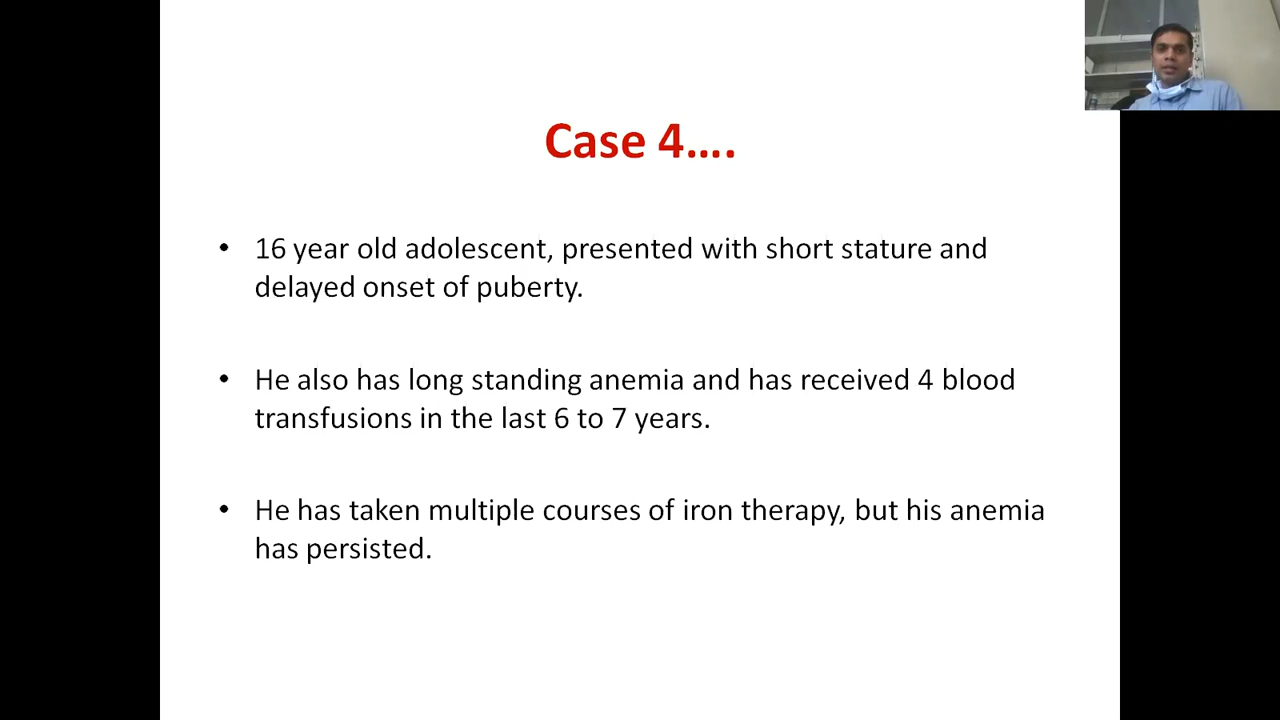 Case 4....
• 16 year old adolescent, presented with short stature and
delayed onset of puberty.
• He also has long standing anemia and has received 4 blood
transfusions in the last 6 to 7 years.
• He has taken multiple courses of iron therapy, but his anemia
has persisted.